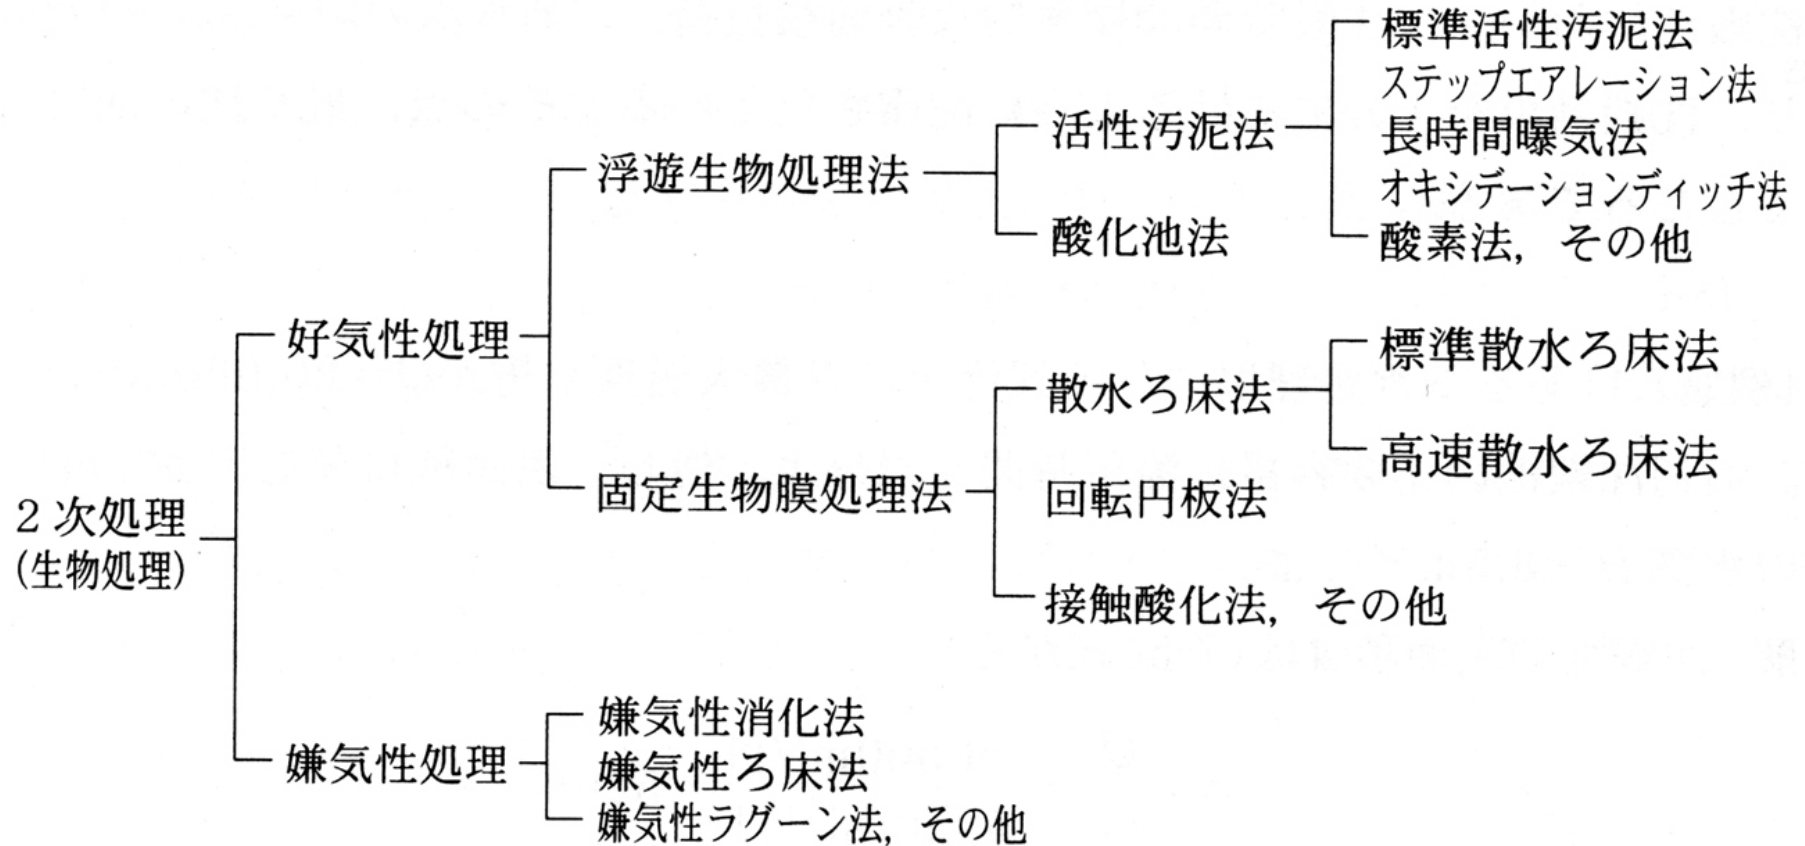 2次処理
(生物処理)
好気性処理
浮遊生物処理法
活性汚泥法
標準活性汚泥法
ステップエアレーション法
長時間曝気法
オキシデーションディッチ法
酸素法，その他
酸化池法
固定生物膜処理法
散水ろ床法
標準散水ろ床法
高速散水ろ床法
回転円板法
接触酸化法，その他
嫌気性処理
嫌気性消化法
嫌気性ろ床法
嫌気性ラグーン法，その他